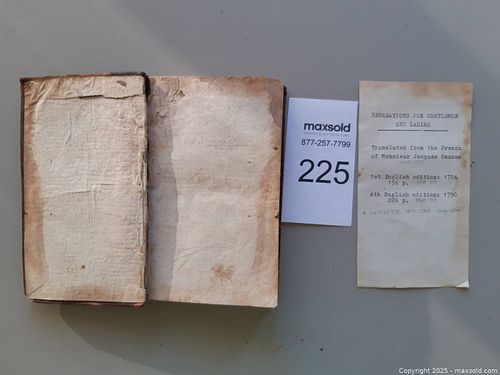 maxsold
877-257-7799
225
RECREATIONS FOR GENTLEMEN
AND LADIES
Translated from the French
of Monsieur Jacques Ozanam
1st English edition: 1756
156 p.
4th English edition: 1790
226 p.
Copyright © 2025 - maxsold.com